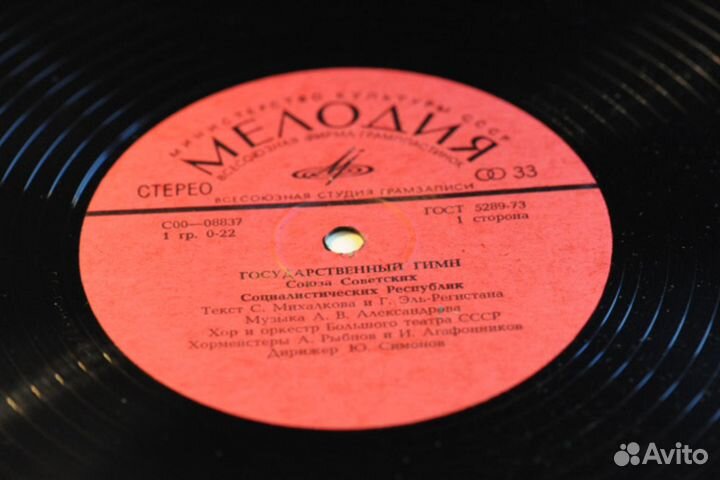 МИНИСТЕРСТВО КУЛЬТУРЫ СССР
МЕЛОДИЯ
ВСЕСОЮЗНАЯ ФИРМА ГРАМПЛАСТИНОК
СТЕРЕО
33
ВСЕСОЮЗНАЯ СТУДИЯ ГРАМЗАПИСИ
С00—08837
ГОСТ 5289-73
1 гр. 0-22
1 сторона
ГОСУДАРСТВЕННЫЙ ГИМН
Союза Советских
Социалистических Республик
Текст С. Михалкова и Г. Эль-Регистана
Музыка А. В. Александрова
Хор и оркестр Большого театра СССР
Хормейстеры А. Рыбнов и И. Агафонников
Дирижер Ю. Симонов
Avito